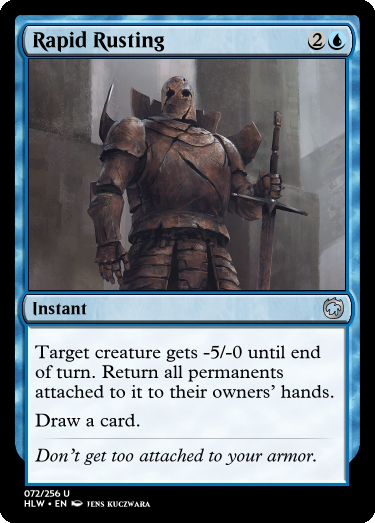 Rapid Rusting 2
Instant
Target creature gets -5/-0 until end
of turn. Return all permanents
attached to it to their owners' hands.
Draw a card.
Don't get too attached to your armor.
072/256 U
HLW • EN JENS KUCZWARA